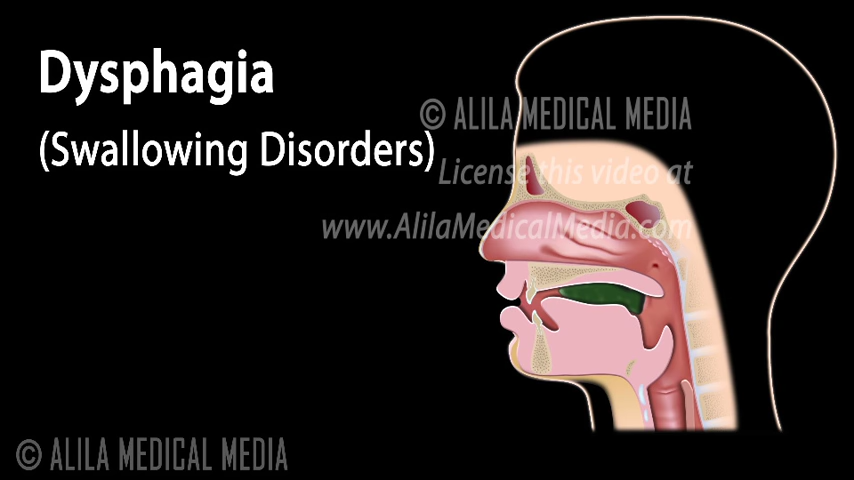 Dysphagia
(Swallowing Disorders)
© ALILA MEDICAL MEDIA
License this video at
www.AlilaMedicalMedia.com
© ALILA MEDICAL MEDIA